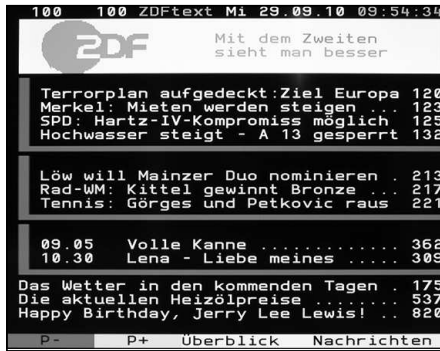 100 100 ZDFtext Mi 29.09.10 09:54:34
ZDF
Mit dem Zweiten
sieht man besser
Terrorplan aufgedeckt:Ziel Europa 120
Merkel: Mieten werden steigen ... 123
SPD: Hartz-IV-Kompromiss möglich 125
Hochwasser steigt - A 13 gesperrt 132
Löw will Mainzer Duo nominieren . 213
Rad-WM: Kittel gewinnt Bronze ... 217
Tennis: Görges und Petkovic raus 221
09.05 Volle Kanne .............. 368
10.30 Lena - Liebe meines ..... 309
Das Wetter in den kommenden Tagen . 175
Die aktuellen Heizölpreise ........ 537
Happy Birthday, Jerry Lee Lewis! .. 820
P- P+ Überblick Nachrichten